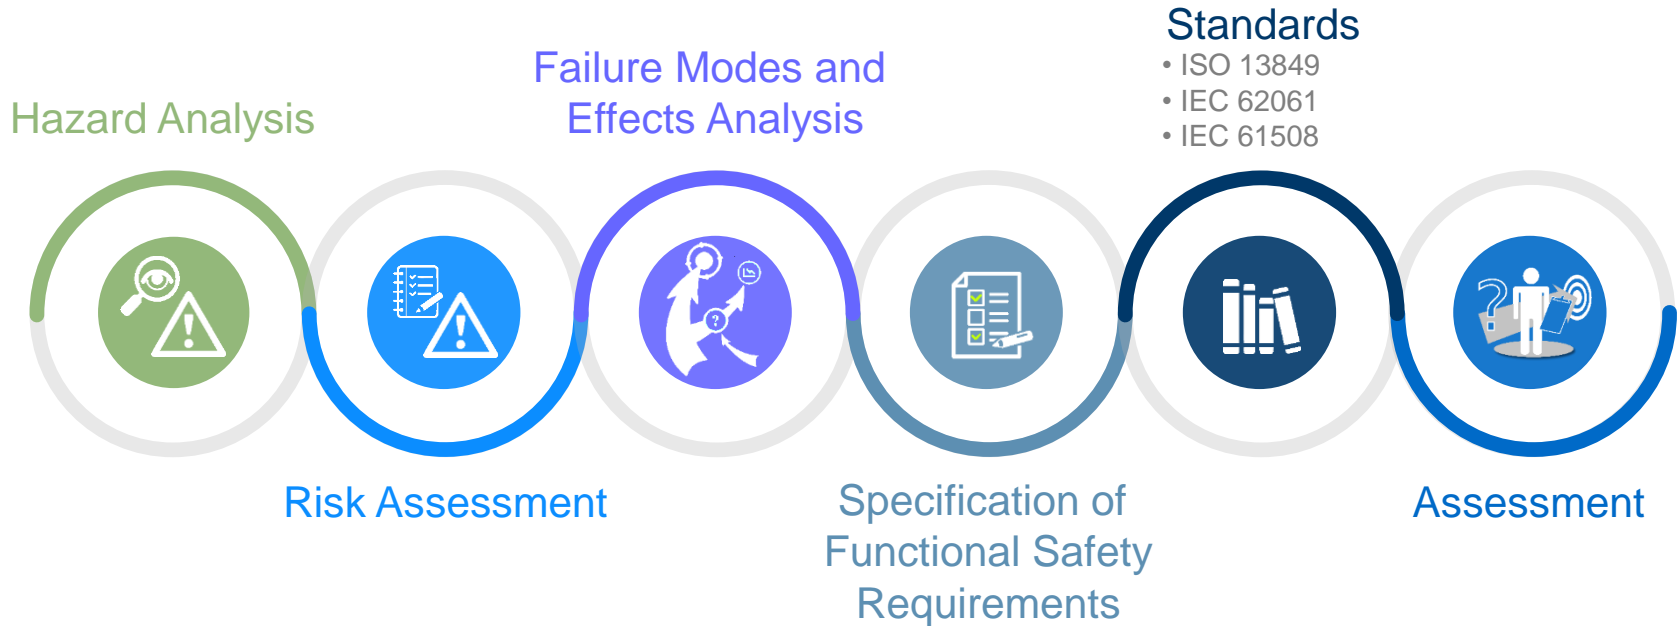 Hazard Analysis
Risk Assessment
Failure Modes and
Effects Analysis
Specification of
Functional Safety
Requirements
Standards
• ISO 13849
• IEC 62061
• IEC 61508
Assessment